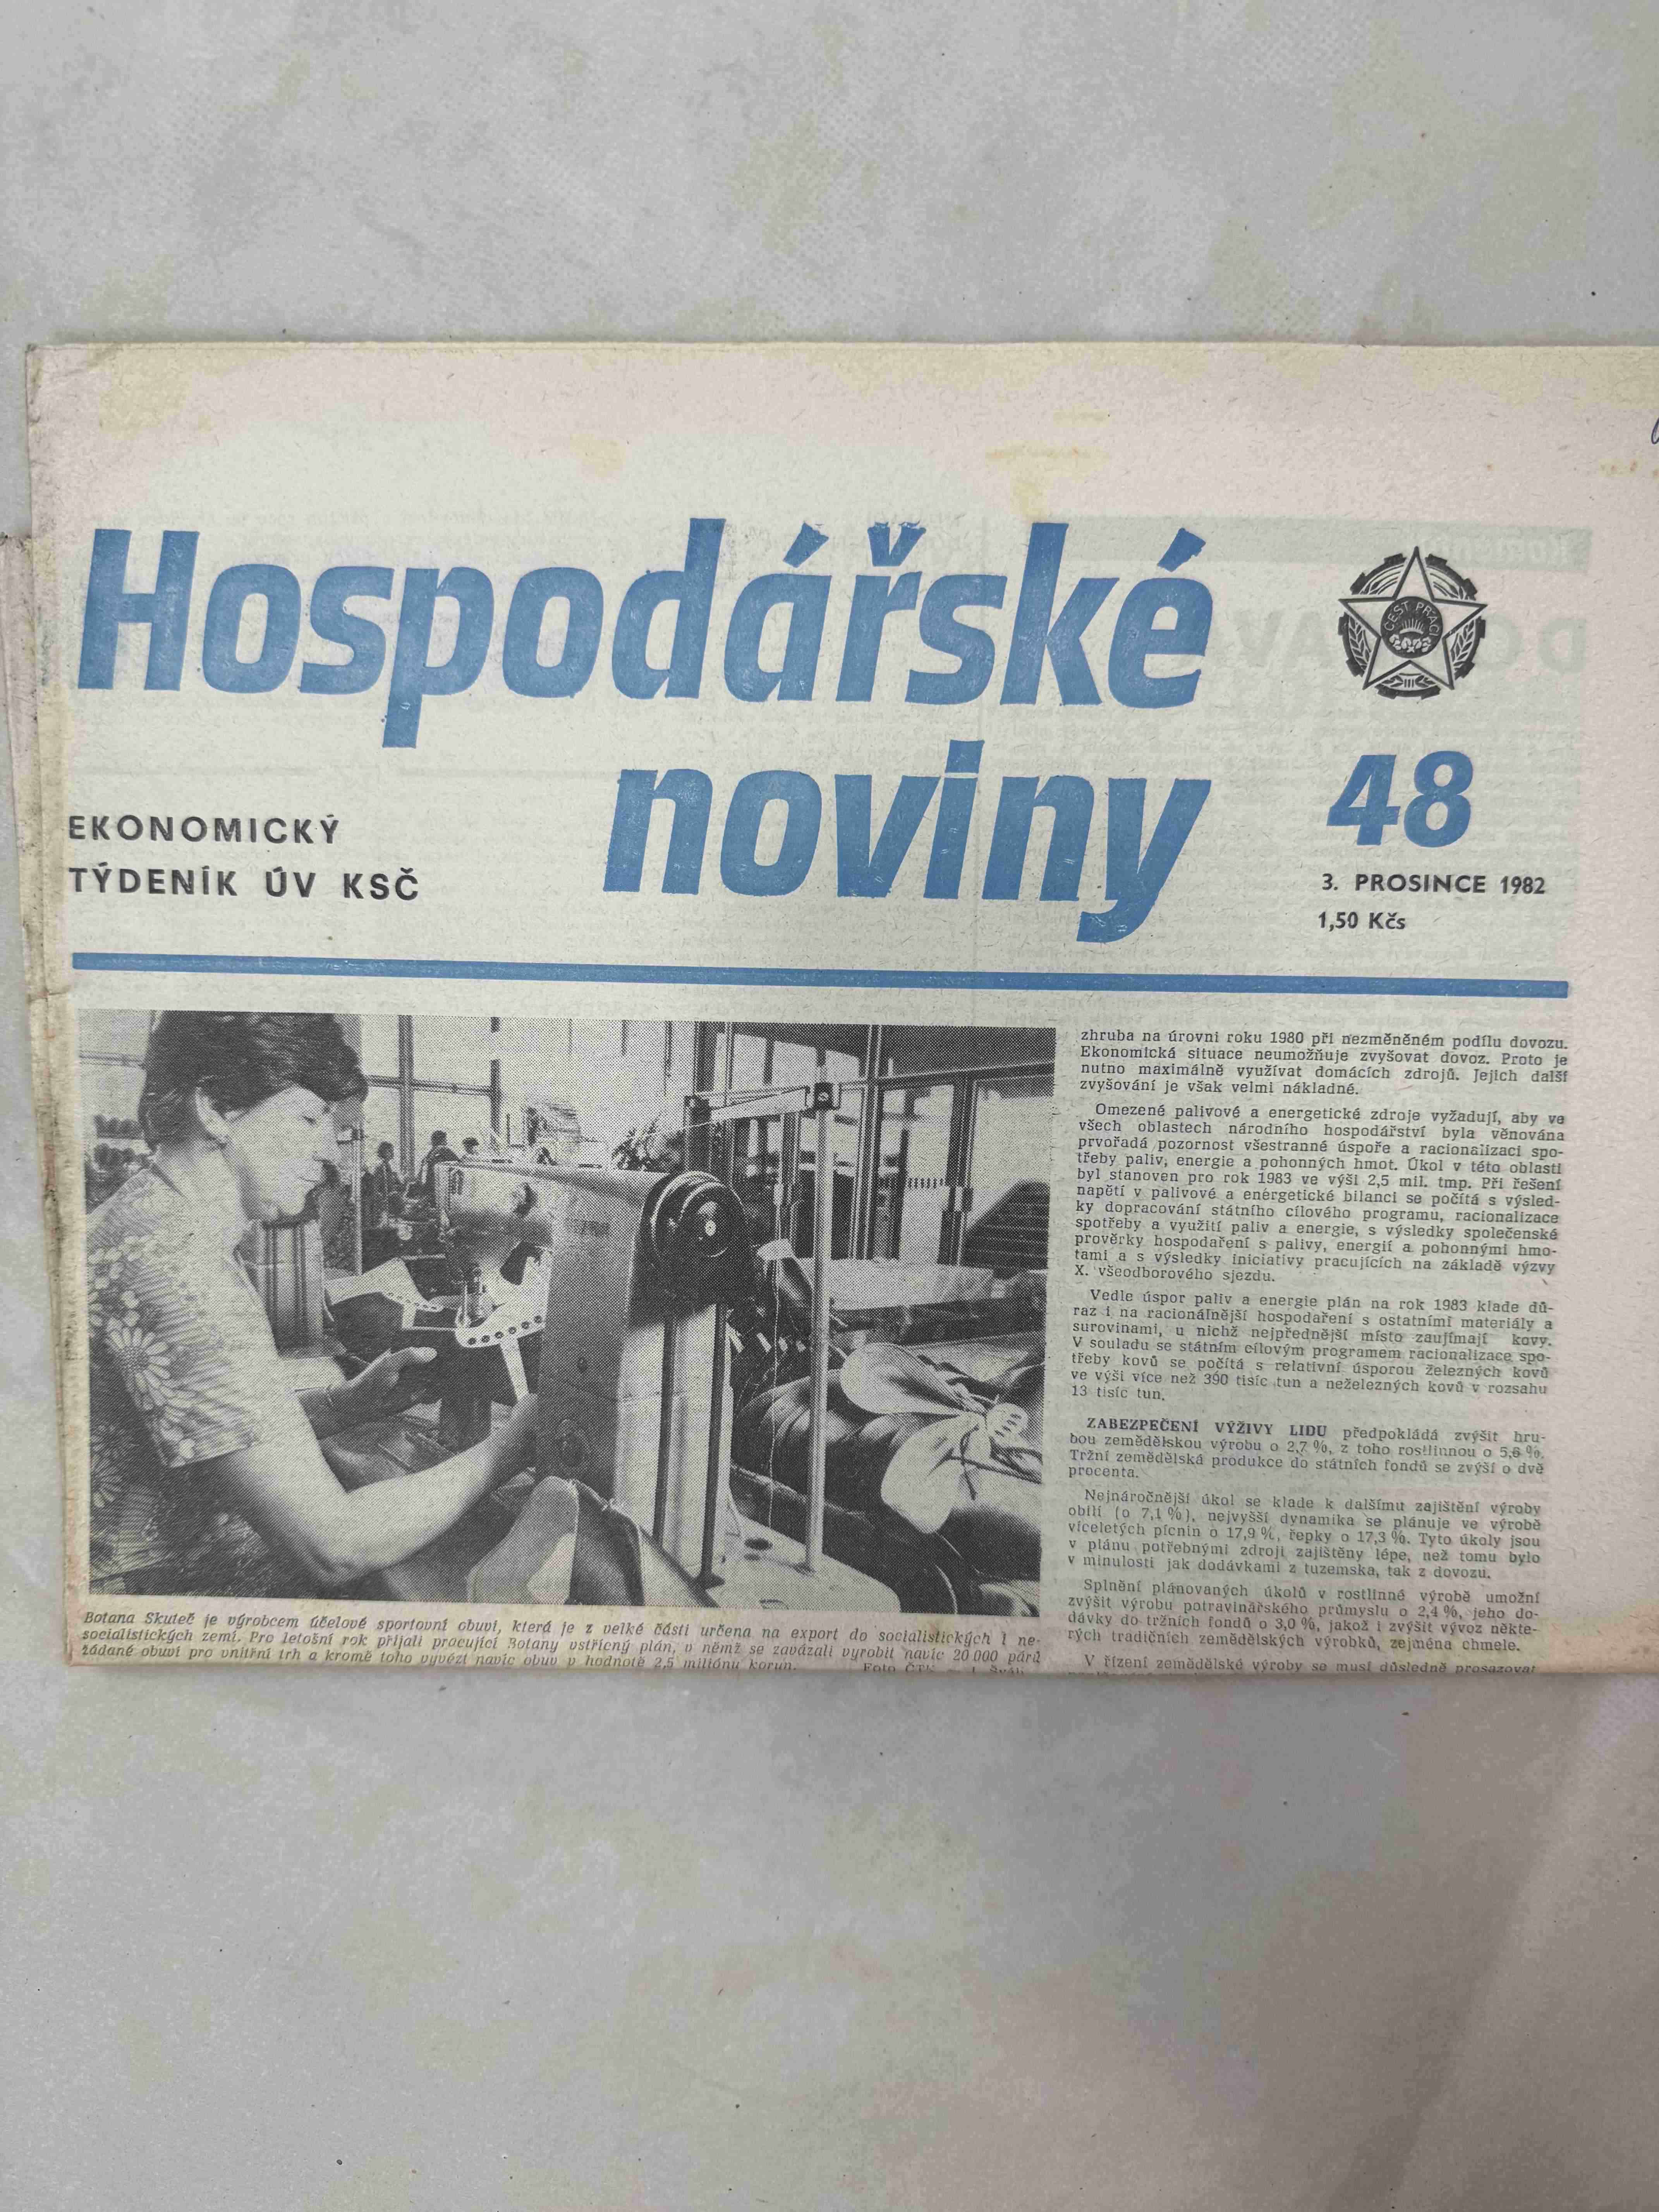 Hospodářské
noviny
EKONOMICKÝ
TÝDENÍK ÚV KSČ
ČEST PRÁCI
48
3. PROSINCE 1982
1,50 Kčs
Botana Skuteč je výrobcem účelové sportovní obuvi, která je z velké části určena na export do socialistických i ne-
socialistických zemí. Pro letošní rok přijali pracující Botany vstřícný plán, v němž se zavázali vyrobit navíc 20 000 párů
žádané obuvi pro vnitřní trh a kromě toho vyvézt navíc obuv v hodnotě 2,5 miliónu korun.
Foto ČTK
zhruba na úrovni roku 1980 při nezměněném podílu dovozu.
Ekonomická situace neumožňuje zvyšovat dovoz. Proto je
nutno maximálně využívat domácích zdrojů. Jejich další
zvyšování je však velmi nákladné.
Omezené palivové a energetické zdroje vyžadují, aby ve
všech oblastech národního hospodářství byla věnována
prvořadá pozornost všestranné úspoře a racionalizaci spo-
třeby paliv, energie a pohonných hmot. Úkol v této oblasti
byl stanoven pro rok 1983 ve výši 2,5 mil. tmp. Při řešení
napětí v palivové a energetické bilanci se počítá s výsled-
ky dopracování státního cílového programu, racionalizace
spotřeby a využití paliv a energie, s výsledky společenské
prověrky hospodaření s palivy, energií a pohonnými hmo-
tami a s výsledky iniciativy pracujících na základě výzvy
X. všeodborového sjezdu.
Vedle úspor paliv a energie plán na rok 1983 klade dů-
raz i na racionálnější hospodaření s ostatními materiály a
surovinami, u nichž nejpřednější místo zaujímají kovy.
V souladu se státním cílovým programem racionalizace spo-
třeby kovů se počítá s relativní úsporou železných kovů
ve výši více než 390 tisíc tun a neželezných kovů v rozsahu
13 tisíc tun.
ZABEZPEČENÍ VÝŽIVY LIDU předpokládá zvýšit hru-
bou zemědělskou výrobu o 2,7 %, z toho rostlinnou o 5,6 %.
Tržní zemědělská produkce do státních fondů se zvýší o dvě
procenta.
Nejnáročnější úkol se klade k dalšímu zajištění výroby
obilí (o 7,1 %), nejvyšší dynamika se plánuje ve výrobě
víceletých pícnin o 17,9 %, řepky o 17,3 %. Tyto úkoly jsou
v plánu potřebnými zdroji zajištěny lépe, než tomu bylo
v minulosti jak dodávkami z tuzemska, tak z dovozu.
Splnění plánovaných úkolů v rostlinné výrobě umožní
zvýšit výrobu potravinářského průmyslu o 2,4 %, jeho do-
dávky do tržních fondů o 3,0 %, jakož i zvýšit vývoz někte-
rých tradičních zemědělských výrobků, zejména chmele.
V řízení zemědělské výroby se musí důsledně prosazovat